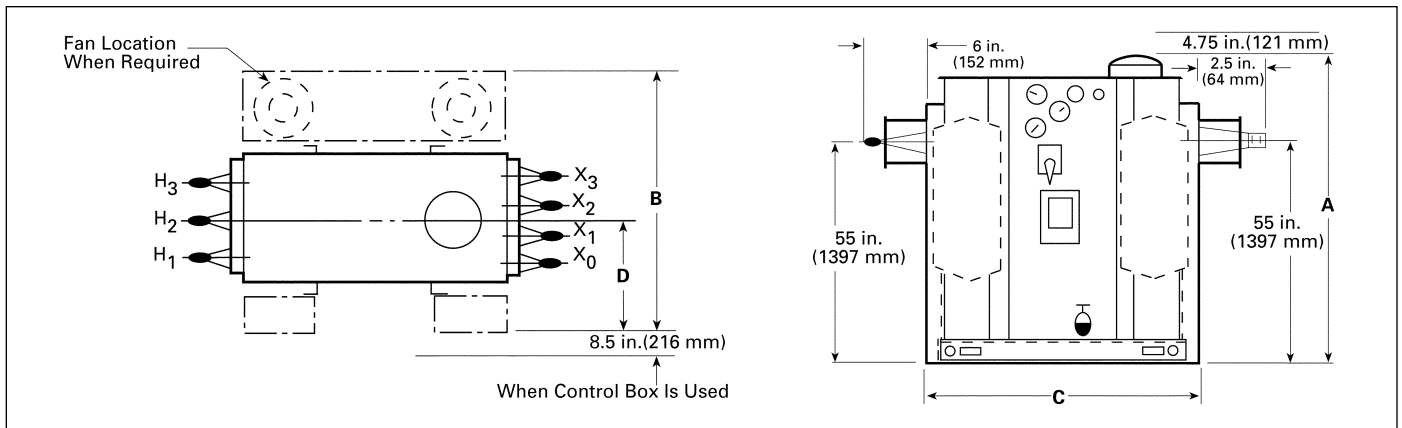 Fan Location
When Required
H3
H2
H1
X3
X2
X1
X0
B
D
8.5 in.(216 mm)
When Control Box Is Used
6 in.
(152 mm)
4.75 in.(121 mm)
2.5 in.
(64 mm)
55 in.
(1397 mm)
55 in.
(1397 mm)
A
C